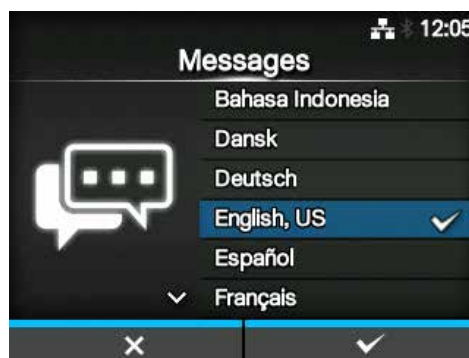 12:05
Messages
Bahasa Indonesia
Dansk
Deutsch
English, US
Español
Français